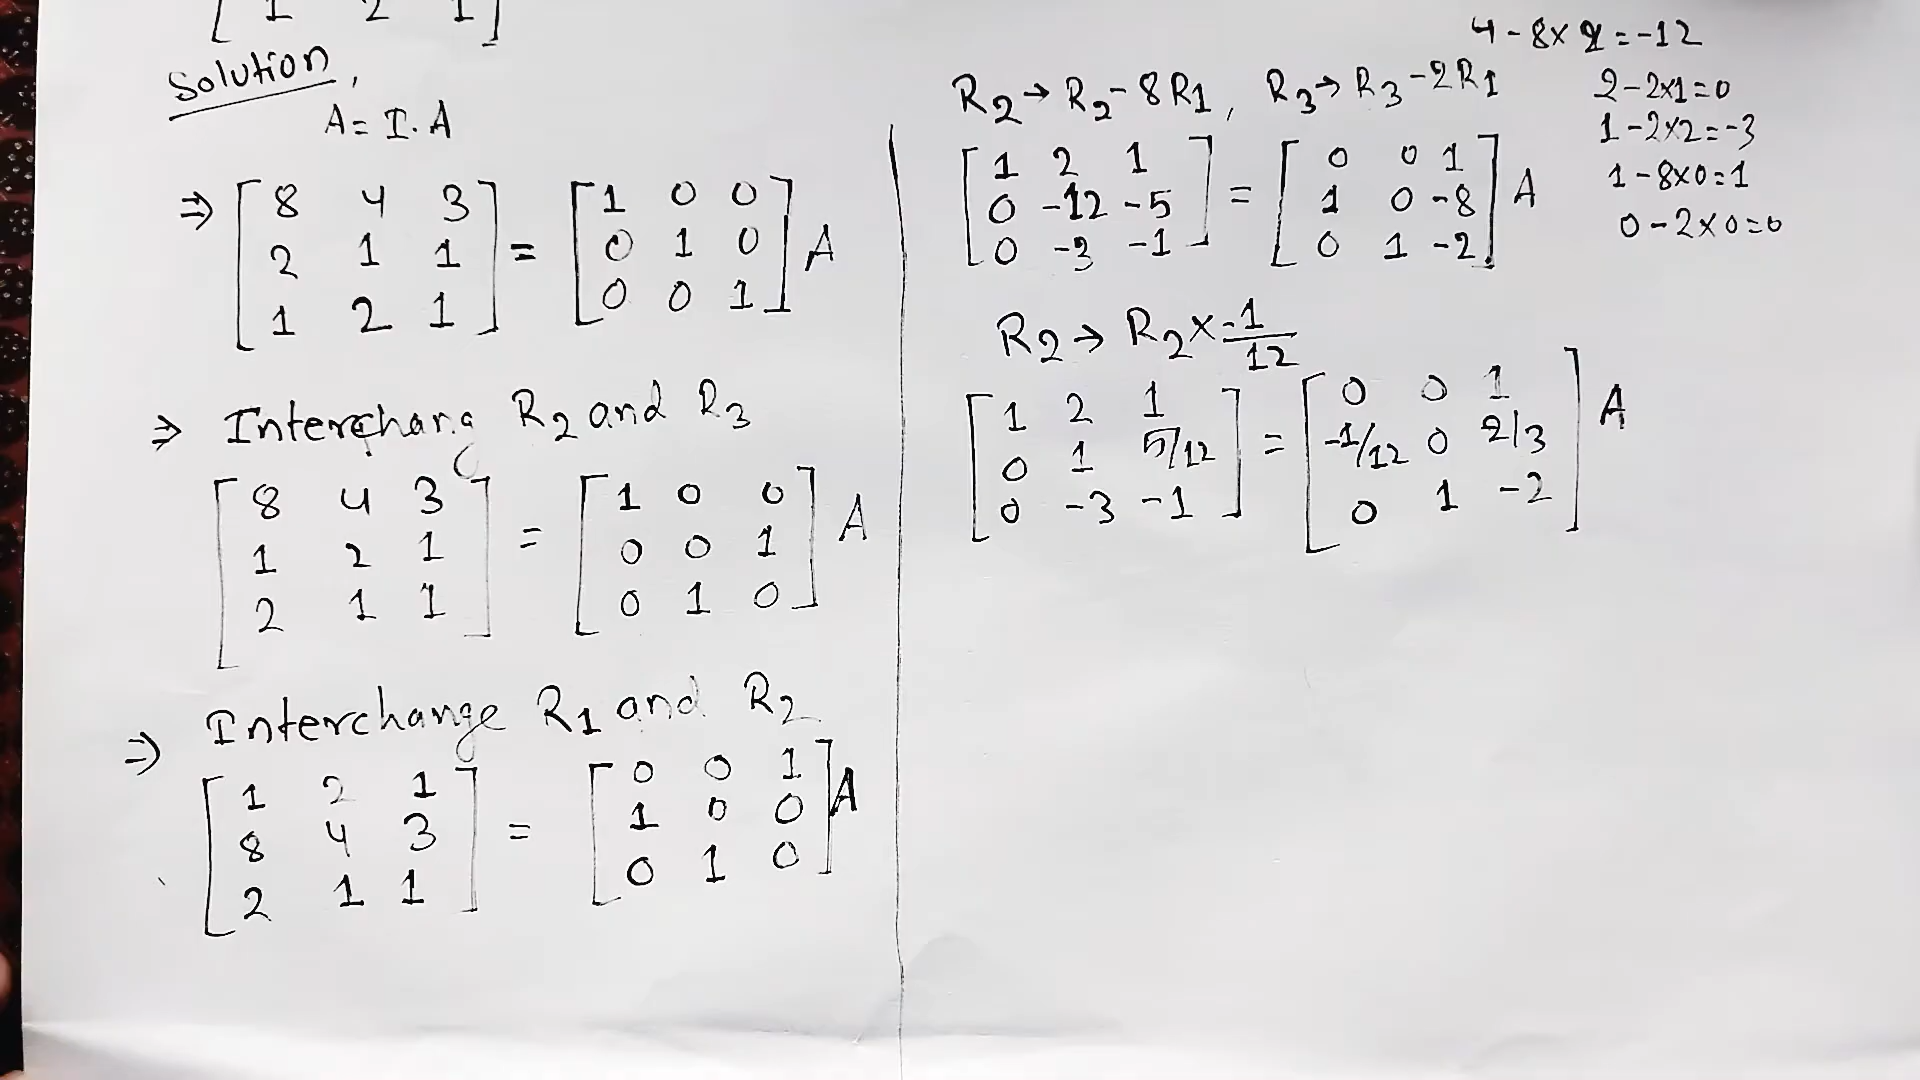 [ 1 2 1 ]
Solution,
A = I . A
⇒ [ 8 4 3
2 1 1
1 2 1 ] = [ 1 0 0
0 1 0
0 0 1 ] A
⇒ Interchang R2 and R3
[ 8 4 3
1 2 1
2 1 1 ] = [ 1 0 0
0 0 1
0 1 0 ] A
⇒ Interchange R1 and R2
[ 1 2 1
8 4 3
2 1 1 ] = [ 0 0 1
1 0 0
0 1 0 ] A
R2 → R2 - 8R1, R3 → R3 - 2R1
[ 1 2 1
0 -12 -5
0 -3 -1 ] = [ 0 0 1
1 0 -8
0 1 -2 ] A
R2 → R2 × -1/12
[ 1 2 1
0 1 5/12
0 -3 -1 ] = [ 0 0 1
-1/12 0 2/3
0 1 -2 ] A
4 - 8 × 2 = -12
2 - 2×1 = 0
1 - 2×2 = -3
1 - 8×0 = 1
0 - 2×0 = 0